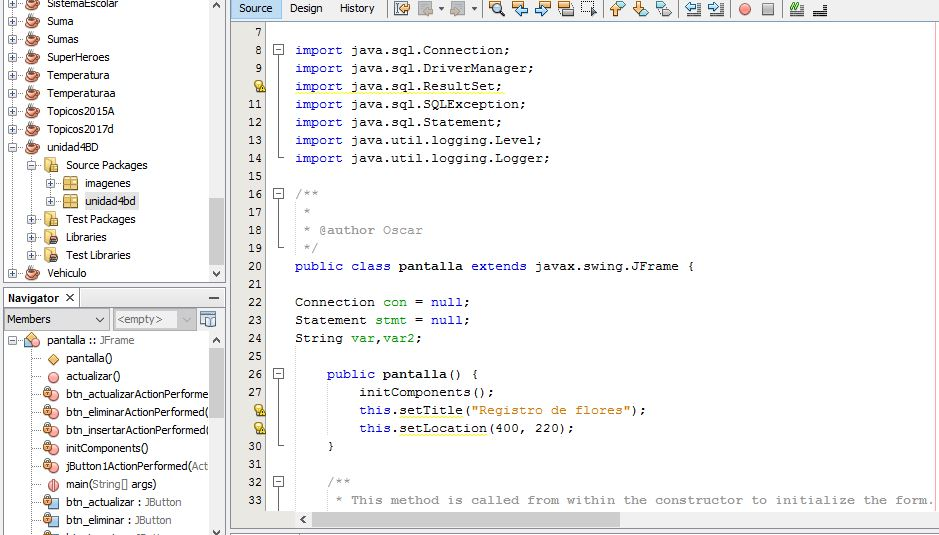 SistemaEscolar
Suma
Sumas
SuperHeroes
Temperatura
Temperaturaa
Topicos2015A
Topicos2017d
unidad4BD
Source Packages
imagenes
unidad4bd
Test Packages
Libraries
Test Libraries
Vehiculo
Navigator
Members
<empty>
pantalla :: JFrame
pantalla()
actualizar()
btn_actualizarActionPerforme
btn_eliminarActionPerformed(
btn_insertarActionPerformed(
initComponents()
jButton1ActionPerformed(Act
main(String[] args)
btn_actualizar : JButton
btn_eliminar : JButton
Source Design History
7
8 import java.sql.Connection;
9 import java.sql.DriverManager;
import java.sql.ResultSet;
11 import java.sql.SQLException;
12 import java.sql.Statement;
13 import java.util.logging.Level;
14 import java.util.logging.Logger;
15
16 /**
17 *
18 * @author Oscar
19 */
20 public class pantalla extends javax.swing.JFrame {
21
22 Connection con = null;
23 Statement stmt = null;
24 String var,var2;
25
26 public pantalla() {
27 initComponents();
this.setTitle("Registro de flores");
this.setLocation(400, 220);
30 }
31
32 /**
33 * This method is called from within the constructor to initialize the form.